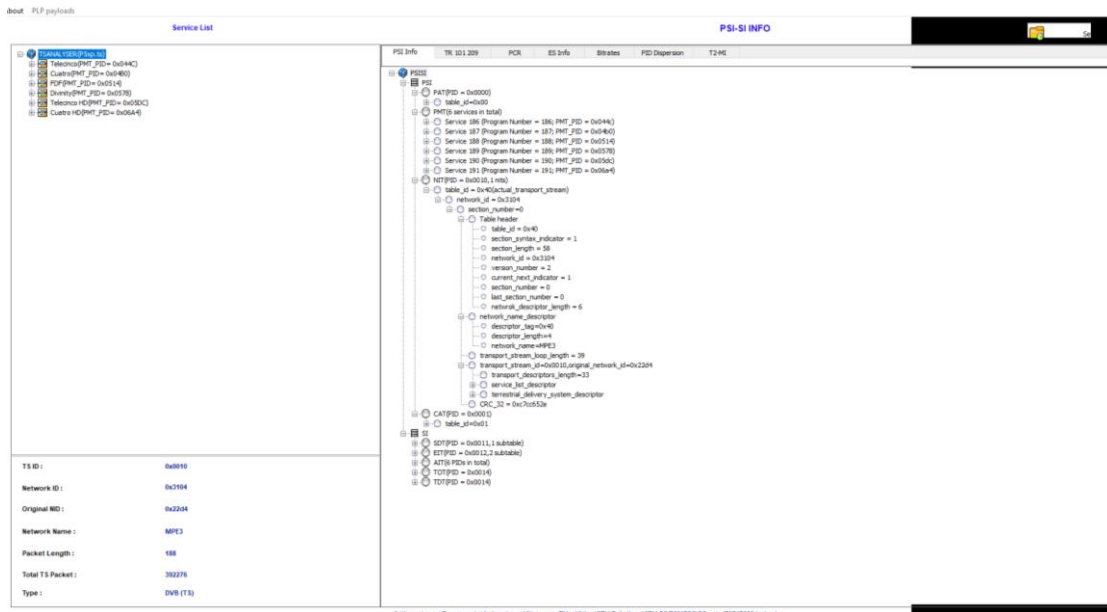 About PLP payloads
Service List
PSI-SI INFO
Se
TSANALYSER(PSxp.ts)
Telecinco(PMT_PID= 0x044C)
Cuatro(PMT_PID= 0x04B0)
FDF(PMT_PID= 0x0514)
Divinity(PMT_PID= 0x0578)
Telecinco HD(PMT_PID= 0x05DC)
Cuatro HD(PMT_PID= 0x06A4)
TS ID : 0x0010
Network ID : 0x3104
Original NID : 0x22d4
Network Name : MPE3
Packet Length : 188
Total TS Packet : 392276
Type : DVB (TS)
PSI Info TR 101 209 PCR ES Info Bitrates PID Dispersion T2-MI
PSISI
PSI
PAT(PID = 0x0000)
table_id=0x00
PMT(6 services in total)
Service 186 (Program Number = 186; PMT_PID = 0x044c)
Service 187 (Program Number = 187; PMT_PID = 0x04b0)
Service 188 (Program Number = 188; PMT_PID = 0x0514)
Service 189 (Program Number = 189; PMT_PID = 0x0578)
Service 190 (Program Number = 190; PMT_PID = 0x05dc)
Service 191 (Program Number = 191; PMT_PID = 0x06a4)
NIT(PID = 0x0010,1 nits)
table_id = 0x40(actual_transport_stream)
network_id = 0x3104
section_number=0
Table header
table_id = 0x40
section_syntax_indicator = 1
section_length = 58
network_id = 0x3104
version_number = 2
current_next_indicator = 1
section_number = 0
last_section_number = 0
netwrok_descriptor_length = 6
network_name_descriptor
descriptor_tag=0x40
descriptor_length=4
network_name=MPE3
transport_stream_loop_length = 39
transport_stream_id=0x0010,original_network_id=0x22d4
transport_descriptors_length=33
service_list_descriptor
terrestrial_delivery_system_descriptor
CRC_32 = 0xc7cc652e
CAT(PID = 0x0001)
table_id=0x01
SI
SDT(PID = 0x0011,1 subtable)
EIT(PID = 0x0012,2 subtable)
AIT(6 PIDs in total)
TOT(PID = 0x0014)
TDT(PID = 0x0014)